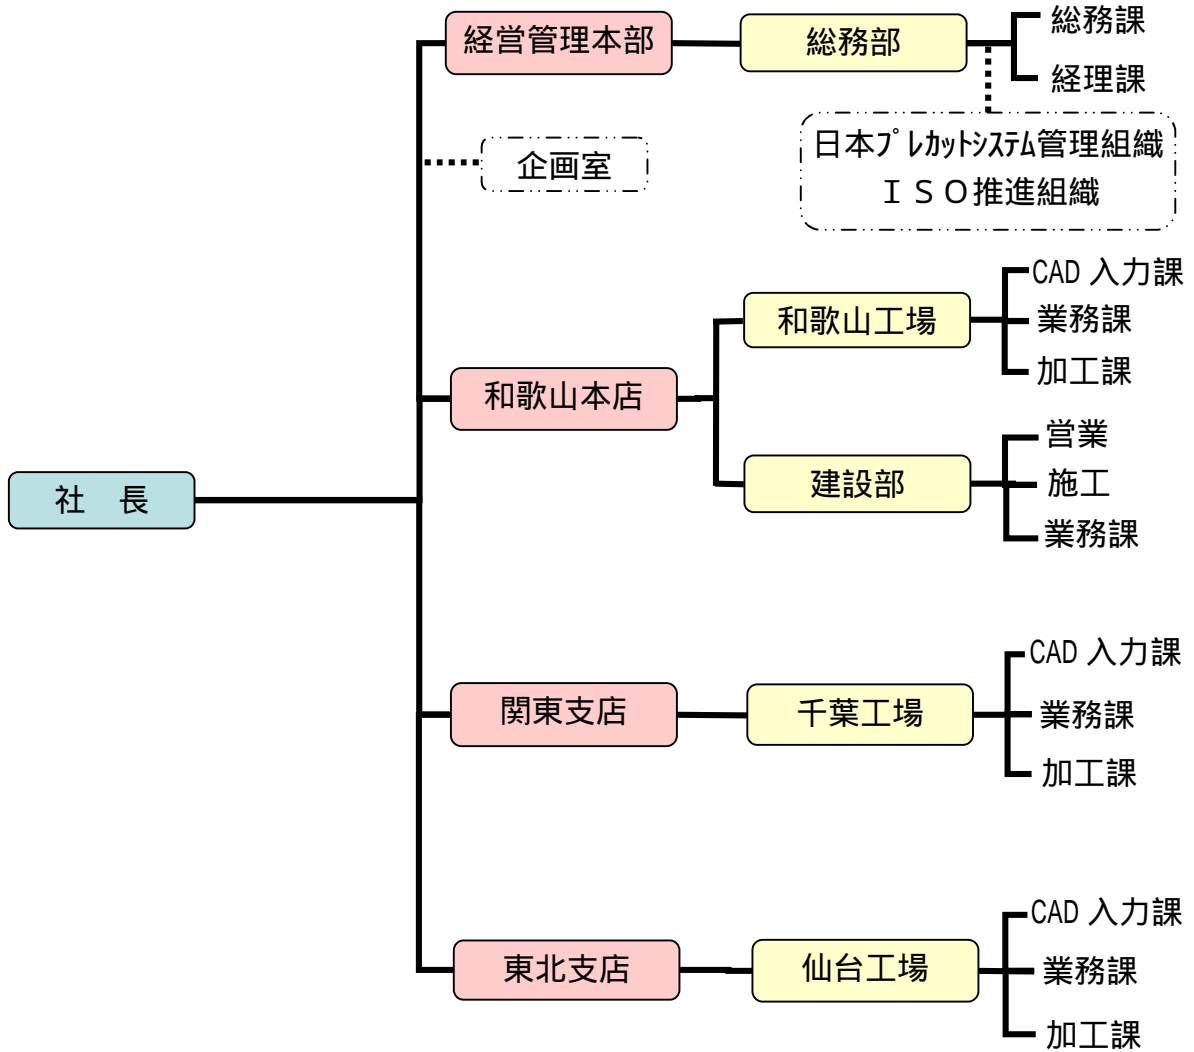 経営管理本部
総務部
総務課
経理課
企画室
日本プレカットシステム管理組織
ＩＳＯ推進組織
和歌山本店
和歌山工場
CAD 入力課
業務課
加工課
建設部
営業
施工
業務課
社　長
関東支店
千葉工場
CAD 入力課
業務課
加工課
東北支店
仙台工場
CAD 入力課
業務課
加工課